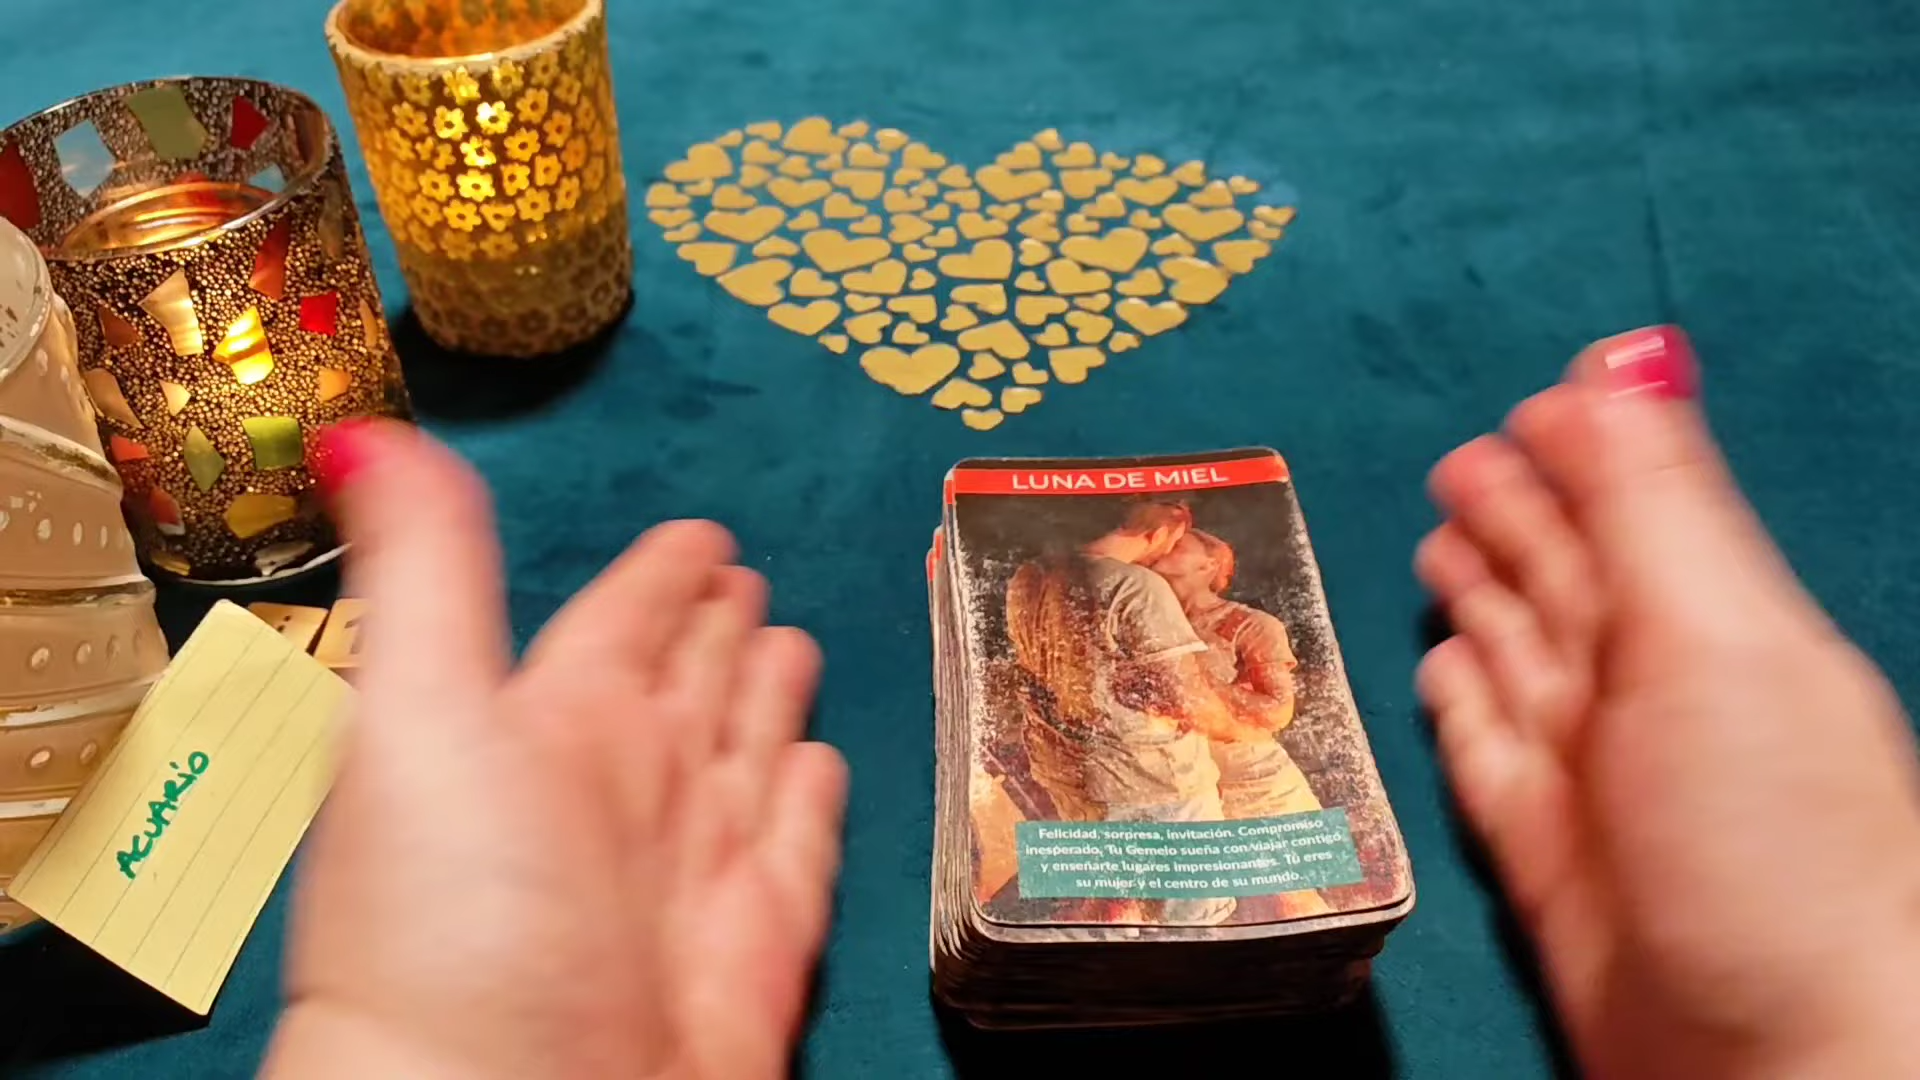 LUNA DE MIEL
Felicidad, sorpresa, invitación. Compromiso
inesperado, Tu Gemelo sueña con viajar contigo
y enseñarte lugares impresionantes. Tú eres
su mujer y el centro de su mundo.
ACUARIO